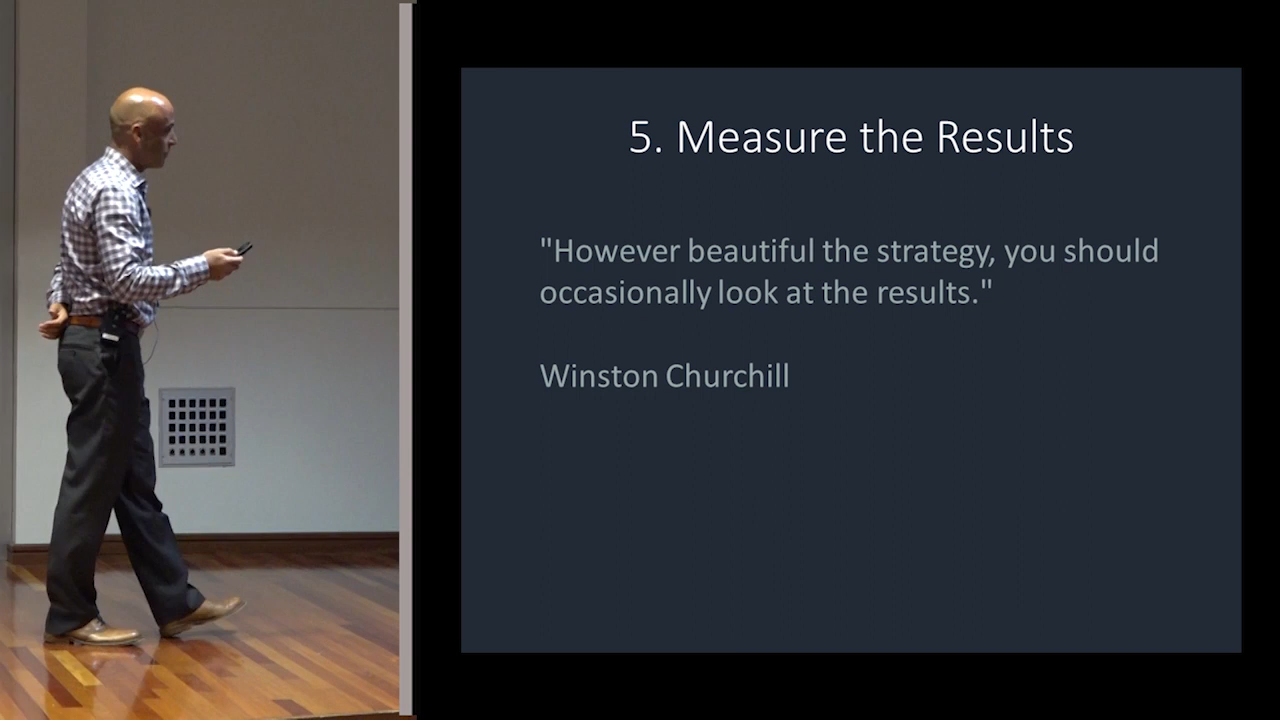 5. Measure the Results
"However beautiful the strategy, you should
occasionally look at the results."
Winston Churchill